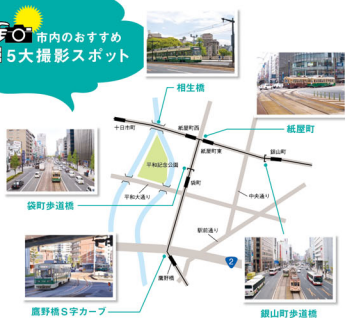 市内のおすすめ
5大撮影スポット
相生橋
十日市町
紙屋町西
紙屋町
紙屋町東
銀山町
平和記念公園
袋町
平和大通り
中央通り
袋町歩道橋
駅前通り
2
鷹野橋
鷹野橋S字カーブ
銀山町歩道橋